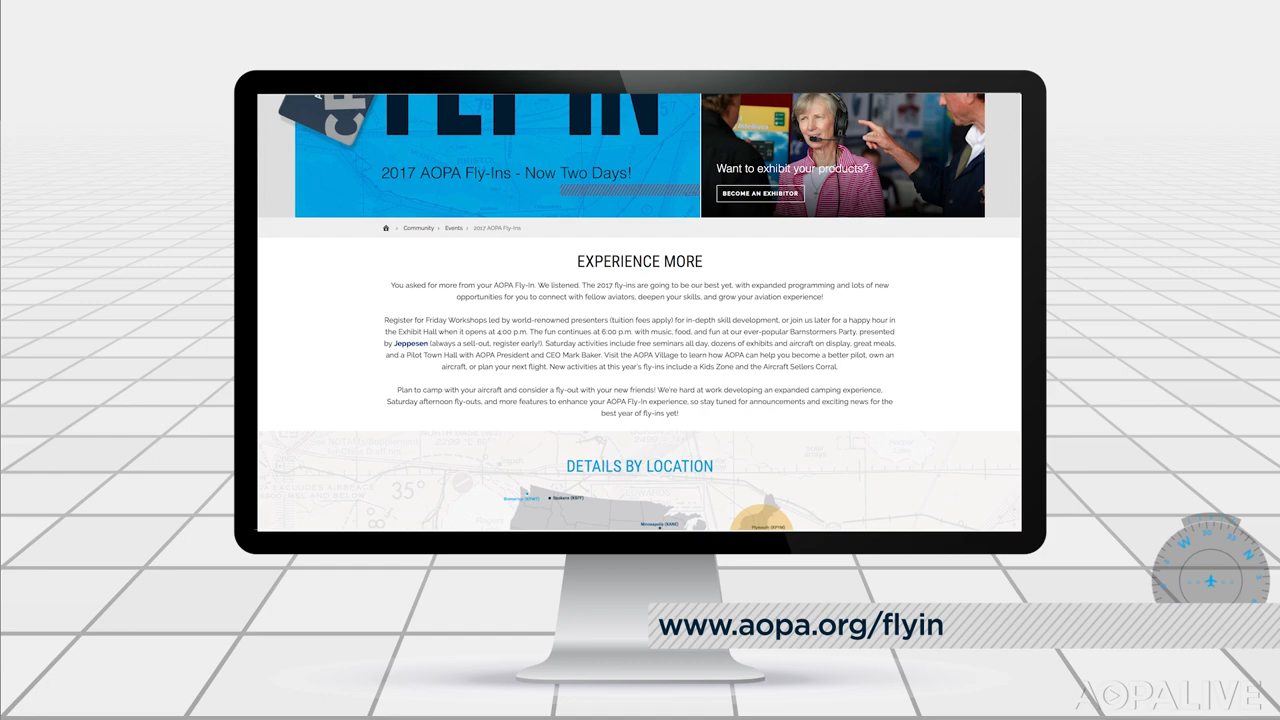 FLY IN
2017 AOPA Fly-Ins - Now Two Days!
Want to exhibit your products?
BECOME AN EXHIBITOR
Community › Events › 2017 AOPA Fly-Ins
EXPERIENCE MORE
You asked for more from your AOPA Fly-In. We listened. The 2017 fly-ins are going to be our best yet, with expanded programming and lots of new
opportunities for you to connect with fellow aviators, deepen your skills, and grow your aviation experience!
Register for Friday Workshops led by world-renowned presenters (tuition fees apply) for in-depth skill development, or join us later for a happy hour in
the Exhibit Hall when it opens at 4:00 p.m. The fun continues at 6:00 p.m. with music, food, and fun at our ever-popular Barnstormers Party, presented
by Jeppesen (always a sell-out, register early!). Saturday activities include free seminars all day, dozens of exhibits and aircraft on display, great meals,
and a Pilot Town Hall with AOPA President and CEO Mark Baker. Visit the AOPA Village to learn how AOPA can help you become a better pilot, own an
aircraft, or plan your next flight. New activities at this year's fly-ins include a Kids Zone and the Aircraft Sellers Corral.
Plan to camp with your aircraft and consider a fly-out with your new friends! We're hard at work developing an expanded camping experience,
Saturday afternoon fly-outs, and more features to enhance your AOPA Fly-In experience, so stay tuned for announcements and exciting news for the
best year of fly-ins yet!
DETAILS BY LOCATION
35°
Spokane (KSFF)
Minneapolis (KANE)
Plymouth (KPYM)
W
N
www.aopa.org/flyin
AOPA LIVE